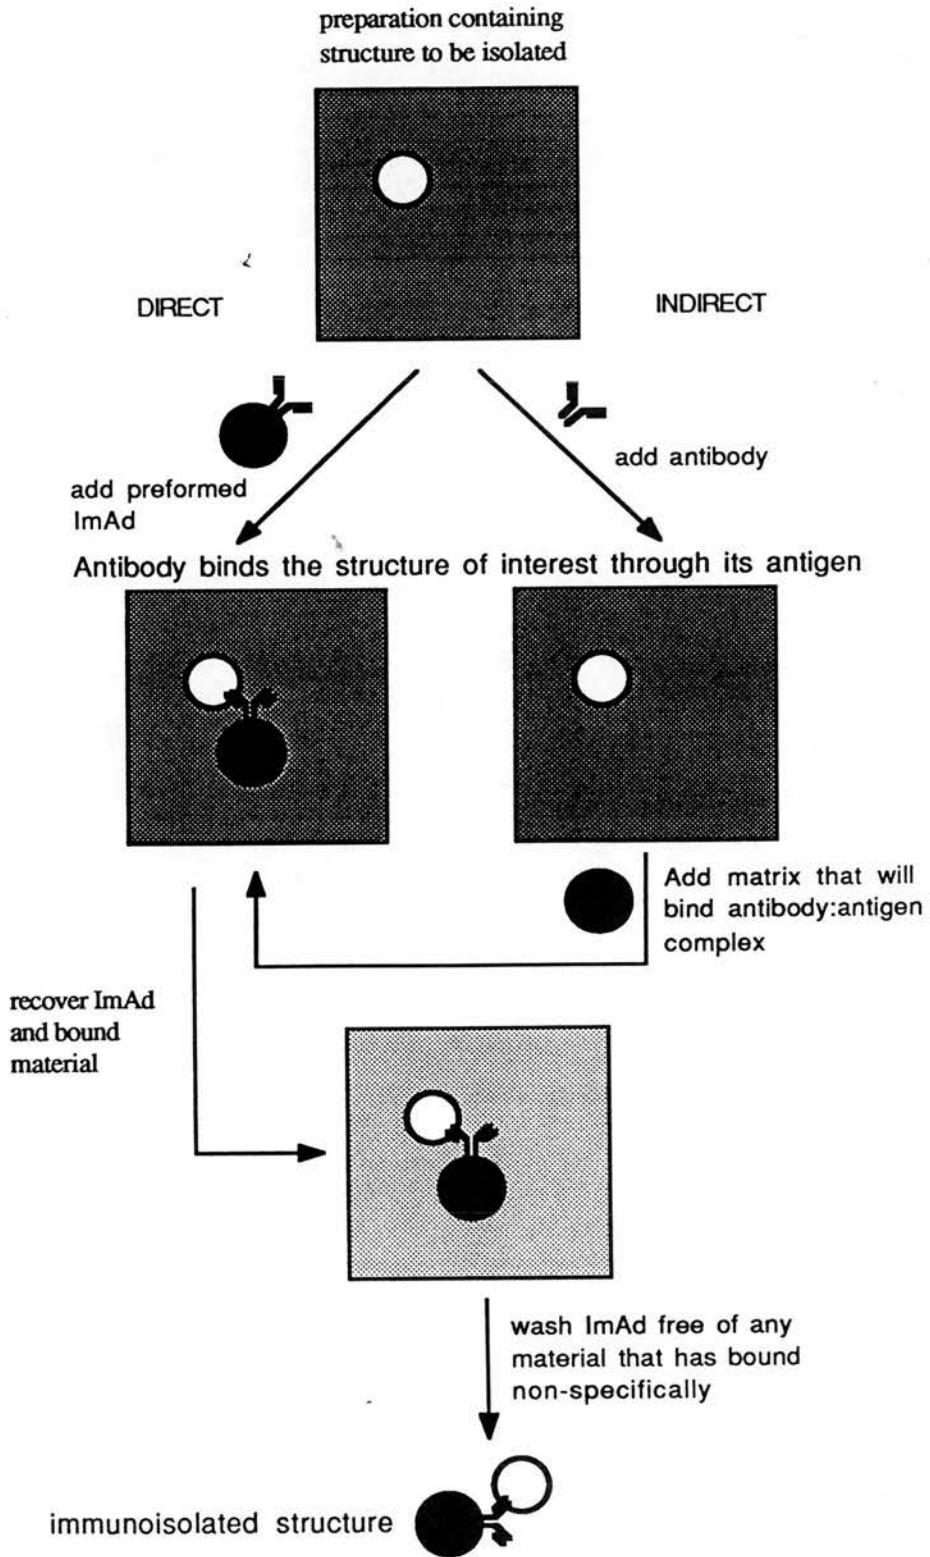 preparation containing
structure to be isolated
DIRECT
INDIRECT
add preformed
ImAd
add antibody
Antibody binds the structure of interest through its antigen
Add matrix that will
bind antibody:antigen
complex
recover ImAd
and bound
material
wash ImAd free of any
material that has bound
non-specifically
immunoisolated structure